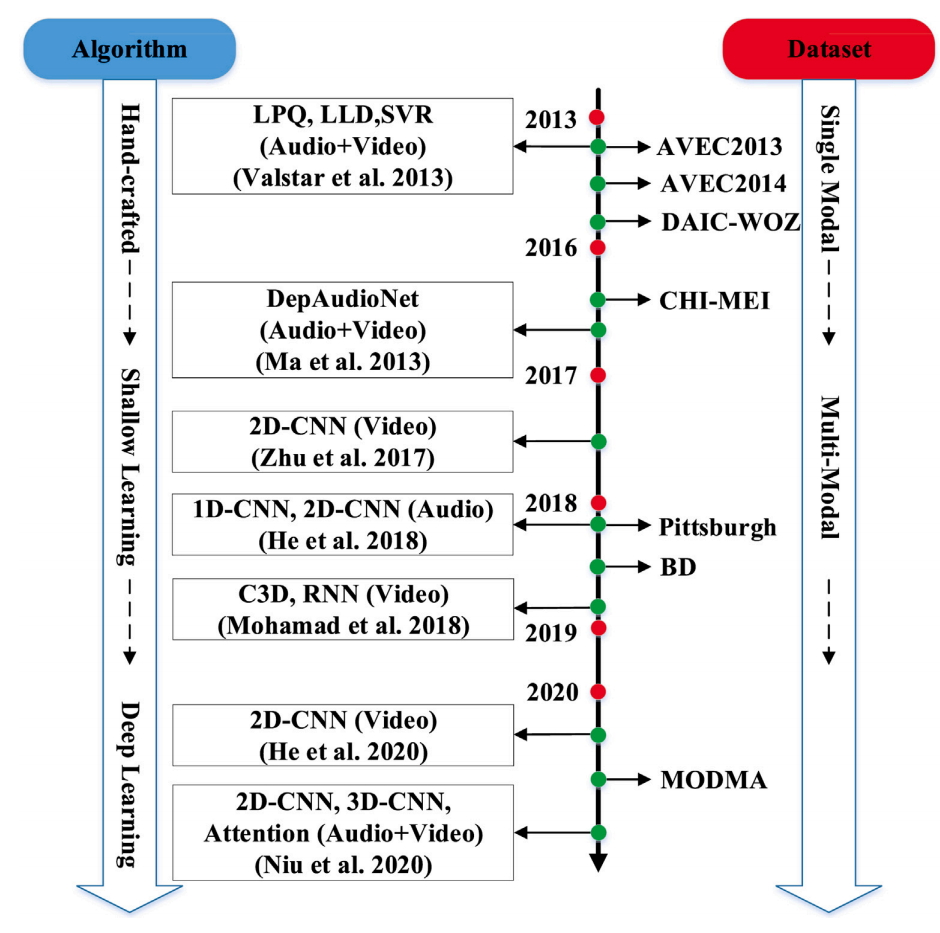 Algorithm
Dataset
Hand-crafted
Shallow Learning
Deep Learning
LPQ, LLD,SVR
(Audio+Video)
(Valstar et al. 2013)
DepAudioNet
(Audio+Video)
(Ma et al. 2013)
2D-CNN (Video)
(Zhu et al. 2017)
1D-CNN, 2D-CNN (Audio)
(He et al. 2018)
C3D, RNN (Video)
(Mohamad et al. 2018)
2D-CNN (Video)
(He et al. 2020)
2D-CNN, 3D-CNN,
Attention (Audio+Video)
(Niu et al. 2020)
2013
2016
2017
2018
2019
2020
AVEC2013
AVEC2014
DAIC-WOZ
CHI-MEI
Pittsburgh
BD
MODMA
Single Modal
Multi-Modal